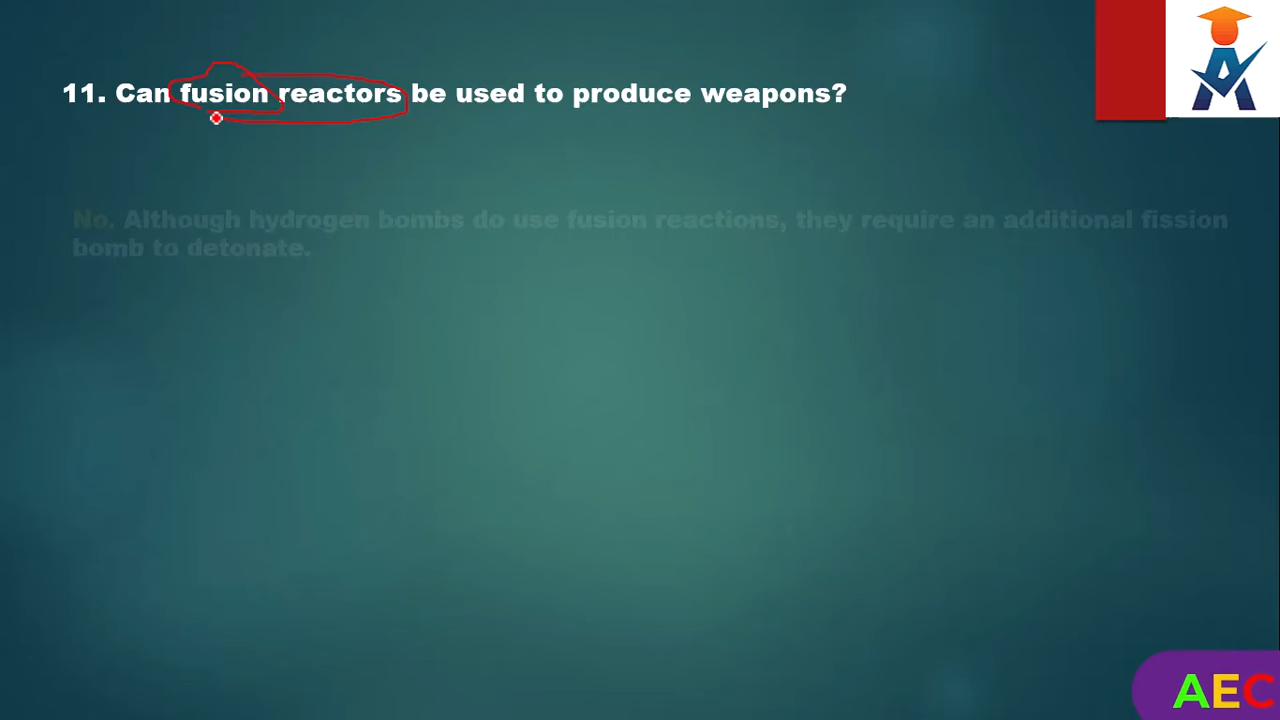 11. Can fusion reactors be used to produce weapons?
No. Although hydrogen bombs do use fusion reactions, they require an additional fission
bomb to detonate.
AEC